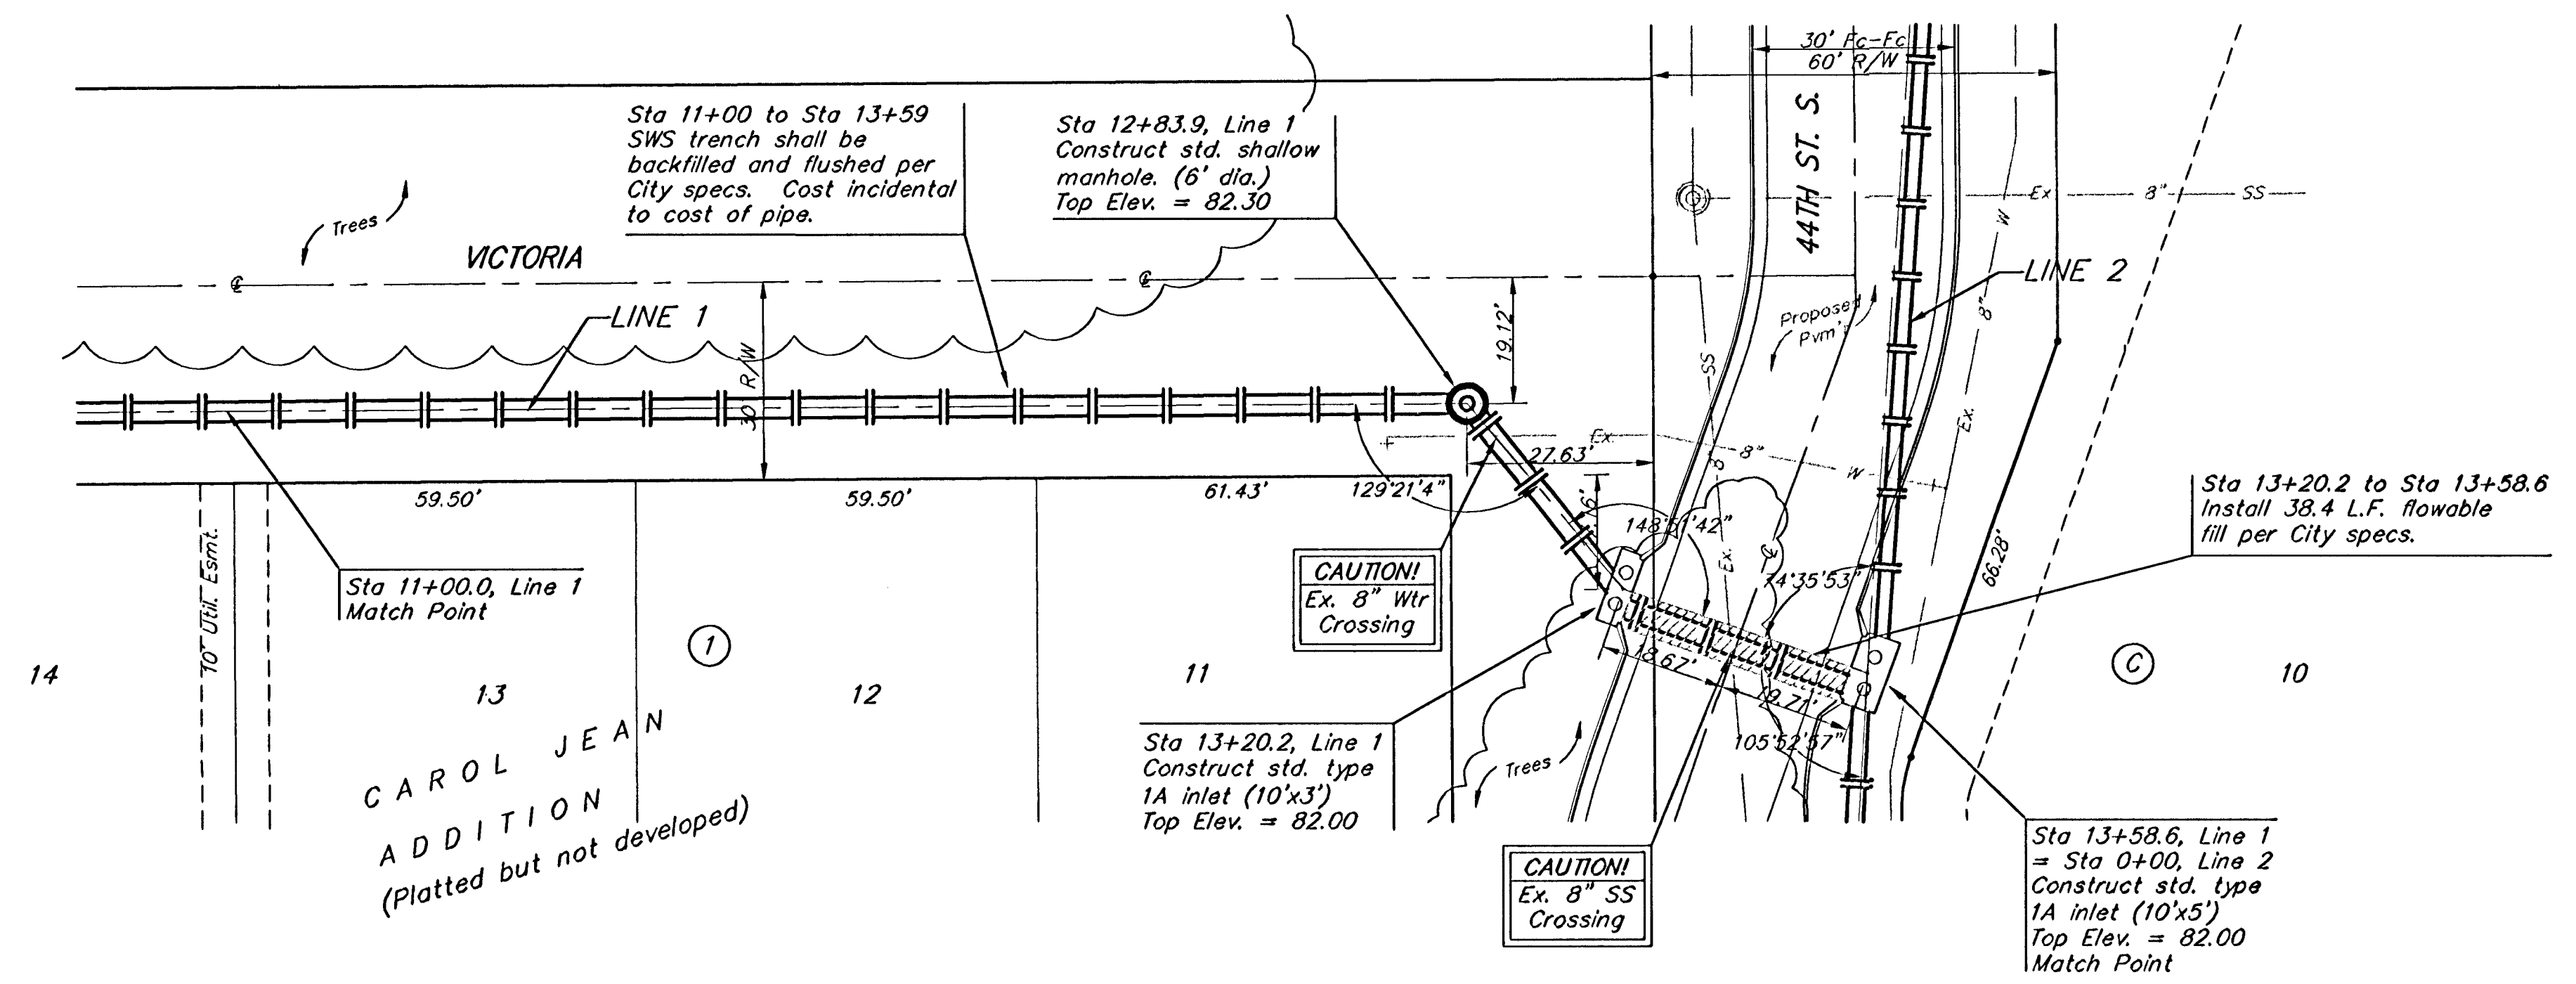 30' Fc-Fc
60' R/W
Sta 11+00 to Sta 13+59
SWS trench shall be
backfilled and flushed per
City specs. Cost incidental
to cost of pipe.
Sta 12+83.9, Line 1
Construct std. shallow
manhole. (6' dia.)
Top Elev. = 82.30
44TH ST. S.
Trees
Ex 8" SS
W
VICTORIA
℄
℄
LINE 1
LINE 2
30' R/W
19.12'
Proposed
Pvm't
8"
SS
Ex.
Ex. 8" W
27.63'
8"
59.50'
59.50'
61.43'
129°21'4"
16'
148°51'42"
Sta 13+20.2 to Sta 13+58.6
Install 38.4 L.F. flowable
fill per City specs.
10' Util. Esmt.
Sta 11+00.0, Line 1
Match Point
CAUTION!
Ex. 8" Wtr
Crossing
Ex.
℄
74°35'53"
66.28'
14
1
13
12
11
18.67'
19.71'
C
10
CAROL JEAN
ADDITION
(Platted but not developed)
Sta 13+20.2, Line 1
Construct std. type
1A inlet (10'x3')
Top Elev. = 82.00
Trees
105°52'57"
CAUTION!
Ex. 8" SS
Crossing
Sta 13+58.6, Line 1
= Sta 0+00, Line 2
Construct std. type
1A inlet (10'x5')
Top Elev. = 82.00
Match Point